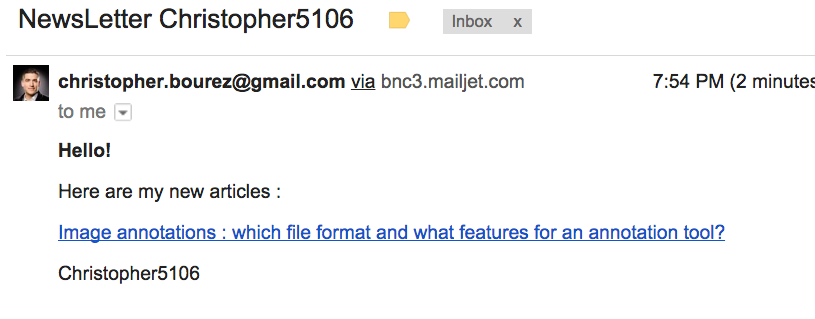 NewsLetter Christopher5106 Inbox x
christopher.bourez@gmail.com via bnc3.mailjet.com 7:54 PM (2 minutes
to me
Hello!
Here are my new articles :
Image annotations : which file format and what features for an annotation tool?
Christopher5106